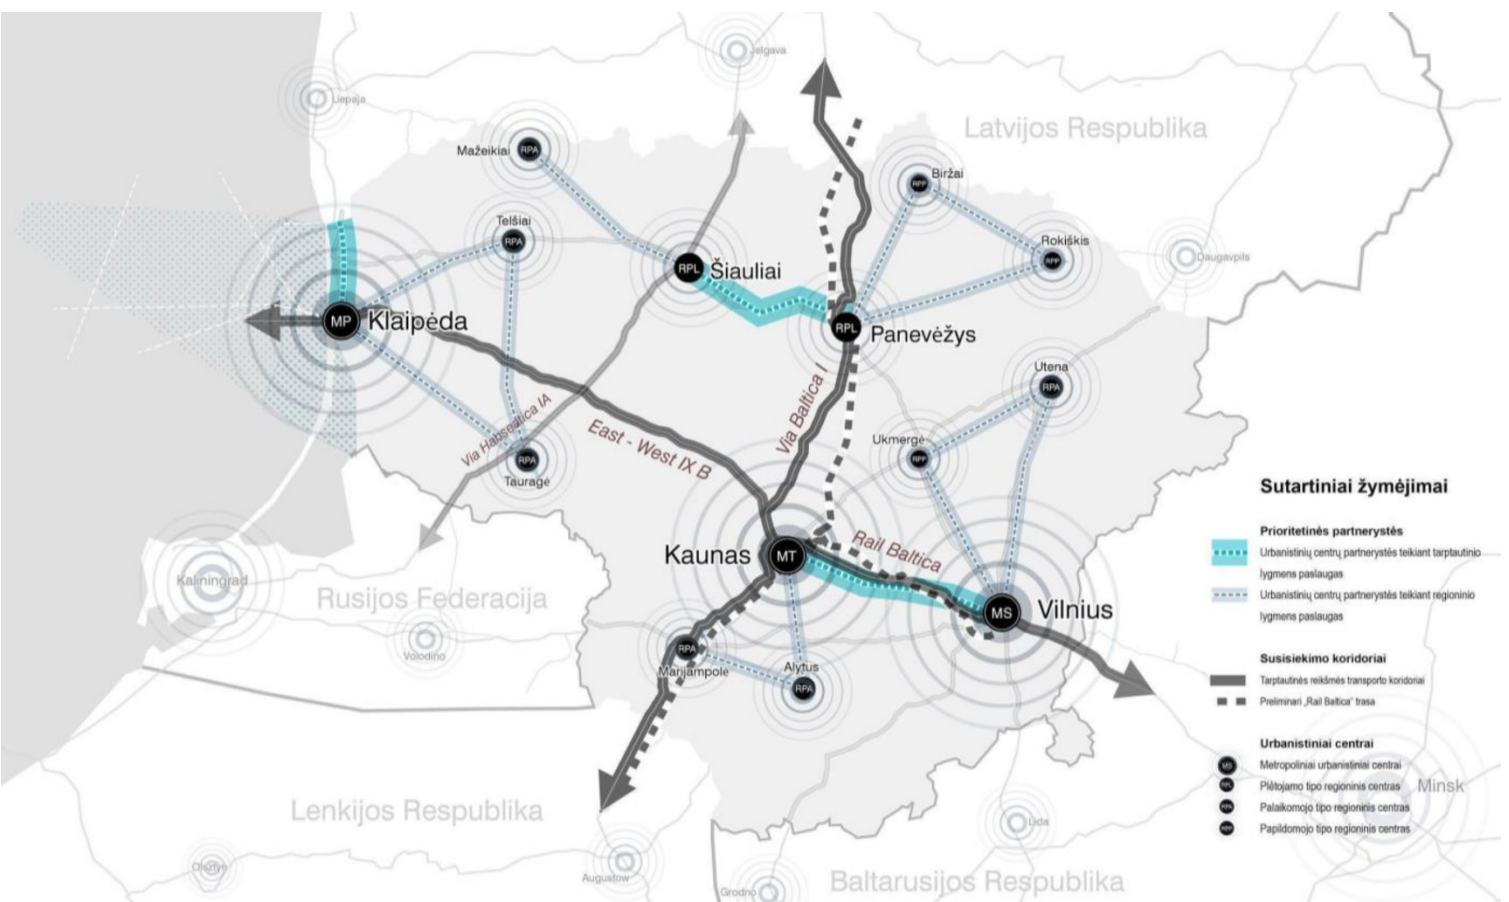 Jelgava
Liepaja
Latvijos Respublika
Mažeikiai
RPA
Biržai
RPP
Telšiai
RPA
Rokiškis
RPP
Daugavpils
RPL
Šiauliai
MP
Klaipėda
RPL
Panevėžys
Utena
RPA
Via Baltica I
Via Hanseatica IA
East - West IX B
Ukmergė
RPP
RPA
Tauragė
Sutartiniai žymėjimai
Prioritetinės partnerystės
Urbanistinių centrų partnerystės teikiant tarptautinio
lygmens paslaugas
Urbanistinių centrų partnerystės teikiant regioninio
lygmens paslaugas
Rail Baltica
Kaunas
MT
Kaliningrad
Rusijos Federacija
MS
Vilnius
Volodino
RPA
Marijampolė
Alytus
RPA
Susisiekimo koridoriai
Tarptautinės reikšmės transporto koridoriai
Preliminari „Rail Baltica" trasa
Urbanistiniai centrai
MS
Metropoliniai urbanistiniai centrai
RPL
Plėtojamo tipo regioninis centras
RPA
Palaikomojo tipo regioninis centras
RPP
Papildomojo tipo regioninis centras
Minsk
Lenkijos Respublika
Lida
Olsztyn
Augustow
Grodno
Baltarusijos Respublika